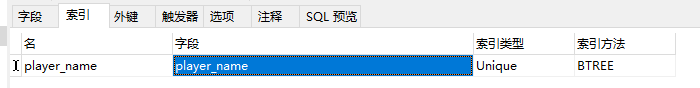 字段 索引 外键 触发器 选项 注释 SQL 预览
名 字段 索引类型 索引方法
player_name player_name Unique BTREE